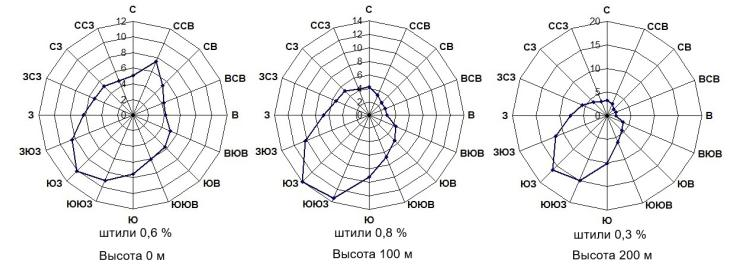 С
12
ССЗ
ССВ
10
СЗ
СВ
8
6
ЗСЗ
ВСВ
4
2
З
0
В
ЗЮЗ
ВЮВ
ЮЗ
ЮВ
ЮЮЗ
ЮЮВ
Ю
штили 0,6 %
Высота 0 м
С
14
ССЗ
ССВ
12
10
СЗ
СВ
8
6
ЗСЗ
ВСВ
4
2
З
0
В
ЗЮЗ
ВЮВ
ЮЗ
ЮВ
ЮЮЗ
ЮЮВ
Ю
штили 0,8 %
Высота 100 м
С
20
ССЗ
ССВ
15
СЗ
СВ
10
ЗСЗ
ВСВ
5
З
0
В
ЗЮЗ
ВЮВ
ЮЗ
ЮВ
ЮЮЗ
ЮЮВ
Ю
штили 0,3 %
Высота 200 м